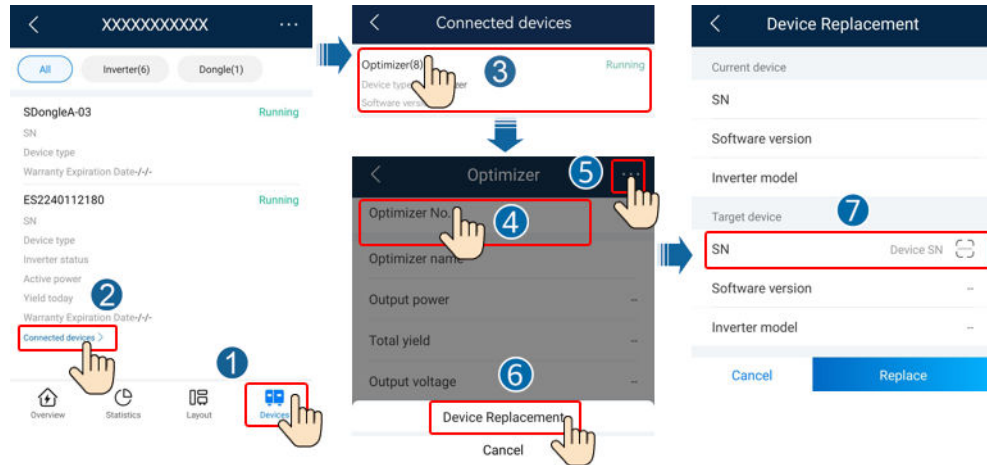 XXXXXXXXXXX
...
All
Inverter(6)
Dongle(1)
SDongleA-03
Running
SN
Device type
Warranty Expiration Date-/-/-
ES2240112180
Running
SN
Device type
Inverter status
Active power
Yield today
2
Warranty Expiration Date-/-/-
Connected devices >
1
Overview
Statistics
Layout
Devices
Connected devices
Optimizer(8)
3
Running
Device type
Software
Optimizer
5
...
Optimizer No.
4
Optimizer name
Output power
--
Total yield
--
Output voltage
--
6
Device Replacement
Cancel
Device Replacement
Current device
SN
Software version
Inverter model
Target device
7
SN
Device SN
Software version
--
Inverter model
--
Cancel
Replace